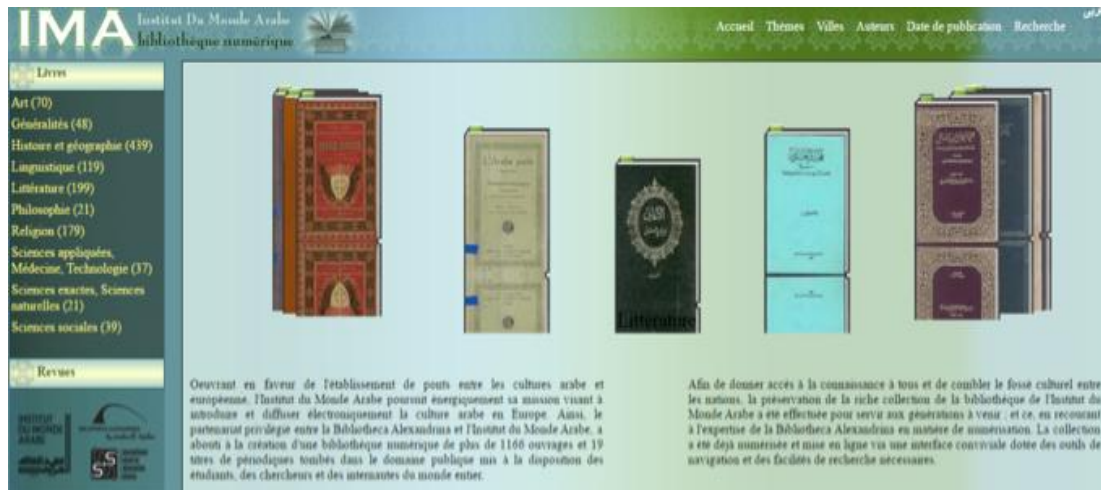 IMA
Institut Du Monde Arabe
bibliothèque numérique
Accueil Thèmes Villes Auteurs Date de publication Recherche
عربي
Livres
Art (70)
Généralités (48)
Histoire et géographie (439)
Linguistique (119)
Littérature (199)
Philosophie (21)
Religion (179)
Sciences appliquées,
Médecine, Technologie (37)
Sciences exactes, Sciences
naturelles (21)
Sciences sociales (39)
Revues
INSTITUT
DU MONDE
ARABE
L'Arabe parlé
الأغاني
Littérature
Oeuvrant en faveur de l'établissement de ponts entre les cultures arabe et
européenne, l'Institut du Monde Arabe poursuit énergiquement sa mission visant à
introduire et diffuser électroniquement la culture arabe en Europe. Ainsi, le
partenariat privilégié entre la Bibliotheca Alexandrina et l'Institut du Monde Arabe, a
abouti à la création d'une bibliothèque numérique de plus de 1166 ouvrages et 19
titres de périodiques tombés dans le domaine publique mis à la disposition des
étudiants, des chercheurs et des internautes du monde entier.
Afin de donner accès à la connaissance à tous et de combler le fossé culturel entre
les nations, la préservation de la riche collection de la bibliothèque de l'Institut du
Monde Arabe a été effectuée pour servir aux générations à venir ; et ce, en recourant
à l'expertise de la Bibliotheca Alexandrina en matière de numérisation. La collection
a été déjà numérisée et mise en ligne via une interface conviviale dotée des outils de
navigation et des facilités de recherche nécessaires.